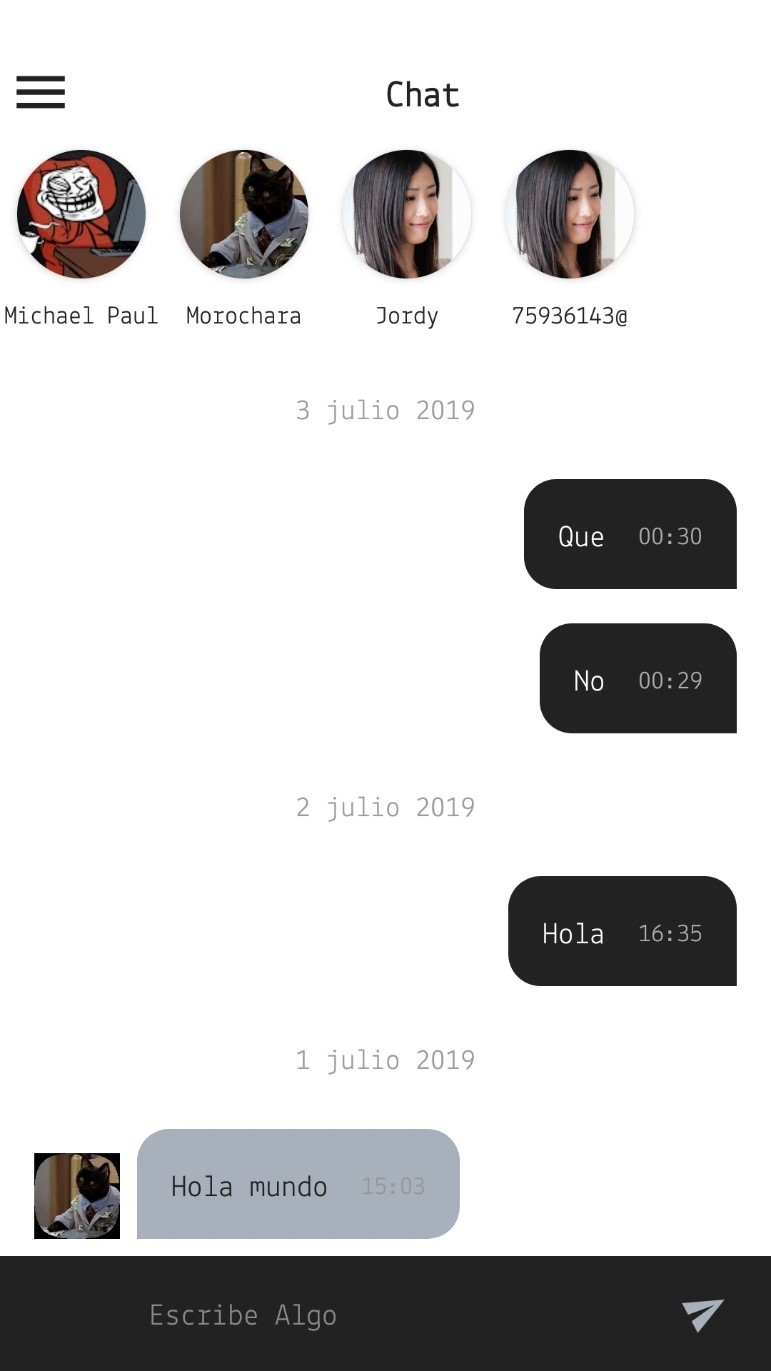 Chat
Michael Paul Morochara Jordy 75936143@
3 julio 2019
Que 00:30
No 00:29
2 julio 2019
Hola 16:35
1 julio 2019
Hola mundo 15:03
Escribe Algo